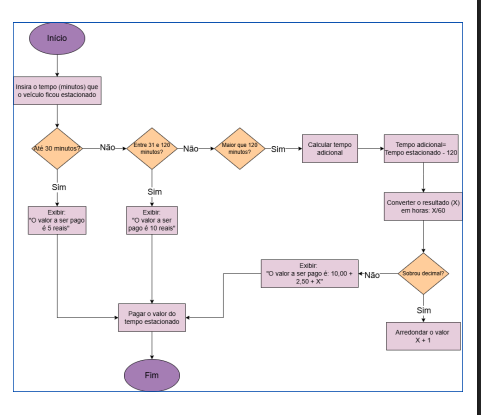 Início
Insira o tempo (minutos) que
o veículo ficou estacionado
Até 30 minutos?
Não
Entre 31 e 120
minutos?
Não
Maior que 120
minutos?
Sim
Calcular tempo
adicional
Tempo adicional=
Tempo estacionado - 120
Sim
Exibir:
"O valor a ser pago
é 5 reais"
Sim
Exibir:
"O valor a ser
pago é 10 reais"
Converter o resultado (X)
em horas: X/60
Sobrou decimal?
Não
Exibir:
"O valor a ser pago é: 10,00 +
2,50 + X"
Sim
Arredondar o valor
X + 1
Pagar o valor do
tempo estacionado
Fim